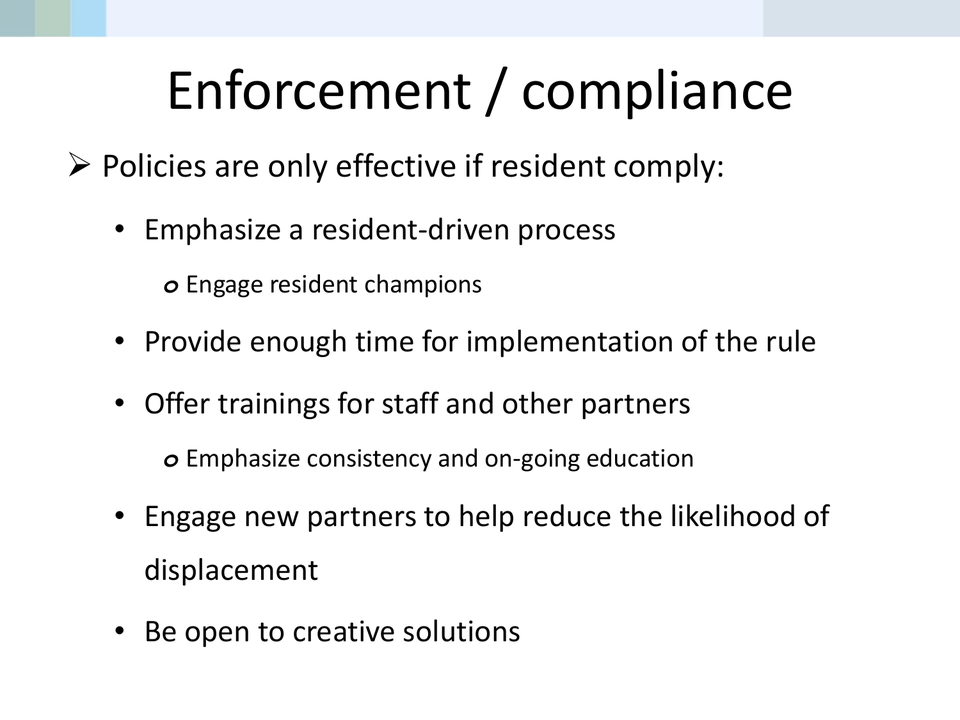 Enforcement / compliance
➢ Policies are only effective if resident comply:
• Emphasize a resident-driven process
o Engage resident champions
• Provide enough time for implementation of the rule
• Offer trainings for staff and other partners
o Emphasize consistency and on-going education
• Engage new partners to help reduce the likelihood of
displacement
• Be open to creative solutions